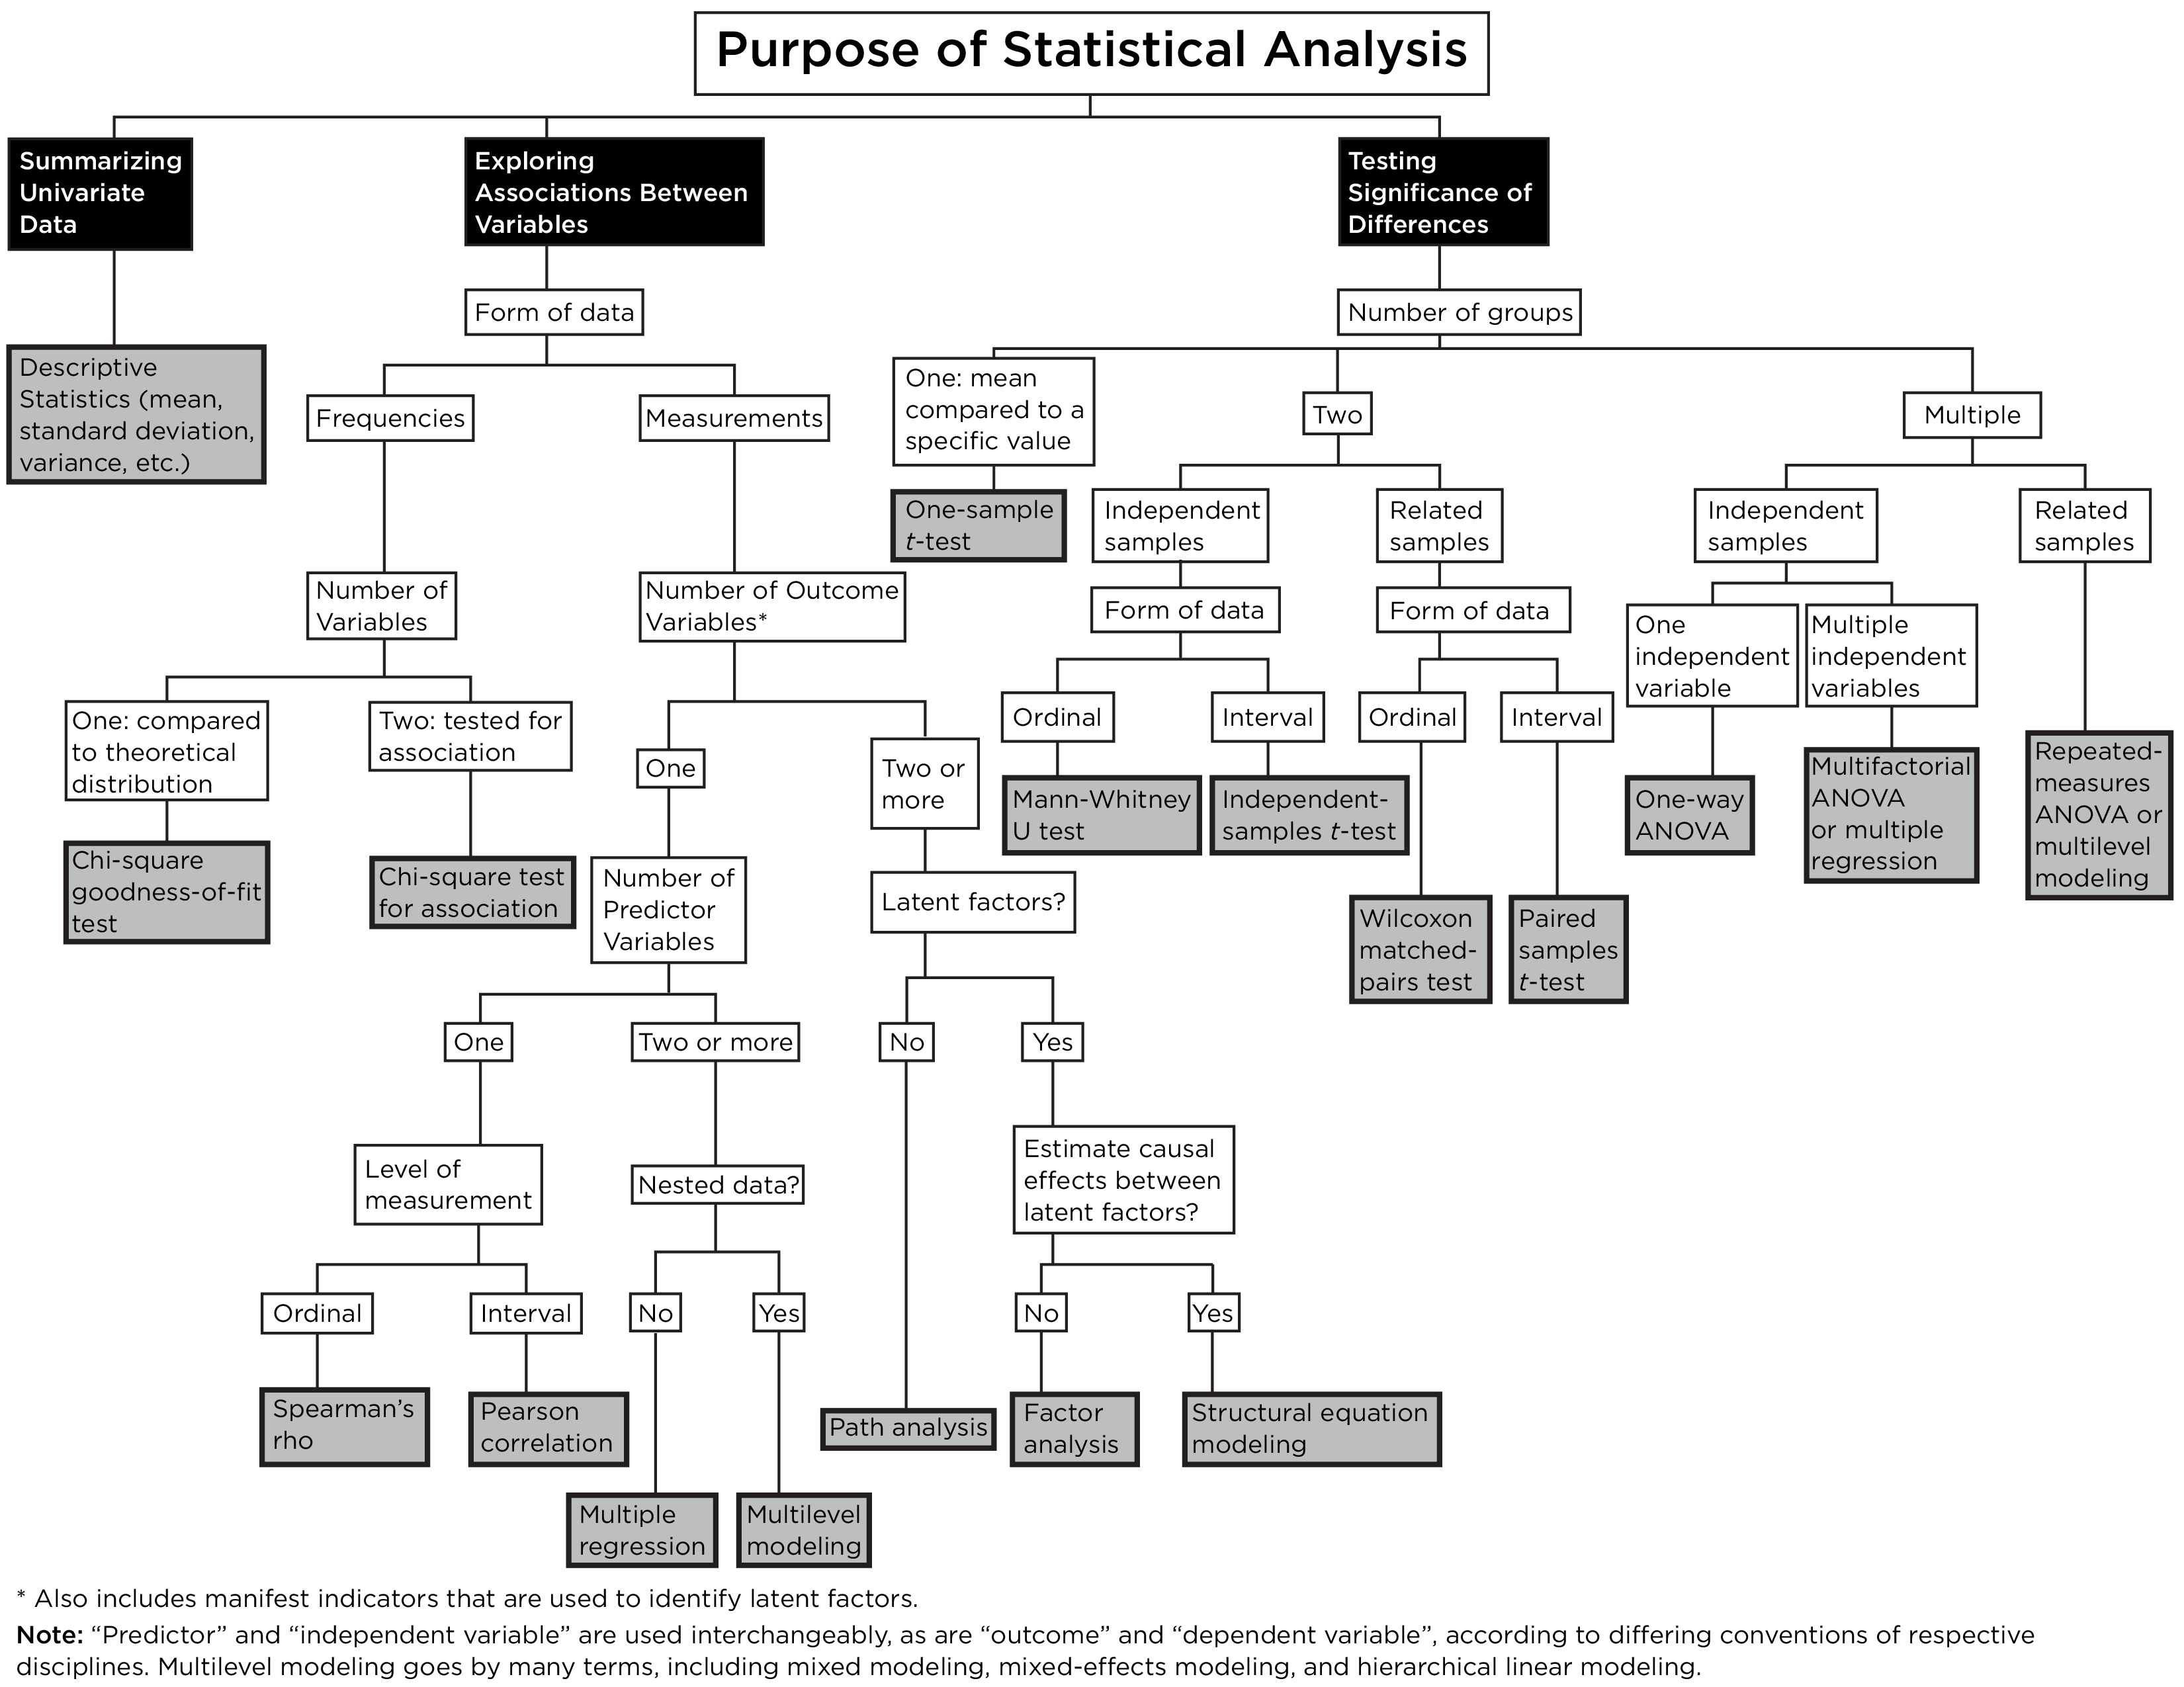 Purpose of Statistical Analysis
Summarizing
Univariate
Data
Exploring
Associations Between
Variables
Testing
Significance of
Differences
Descriptive
Statistics (mean,
standard deviation,
variance, etc.)
Form of data
Number of groups
Frequencies
Measurements
One: mean
compared to a
specific value
Two
Multiple
One-sample
t-test
Independent
samples
Related
samples
Independent
samples
Related
samples
Number of
Variables
Number of Outcome
Variables*
Form of data
Form of data
One
independent
variable
Multiple
independent
variables
One: compared
to theoretical
distribution
Two: tested for
association
One
Two or
more
Ordinal
Interval
Ordinal
Interval
Chi-square
goodness-of-fit
test
Chi-square test
for association
Number of
Predictor
Variables
Latent factors?
Mann-Whitney
U test
Independent-
samples t-test
Wilcoxon
matched-
pairs test
Paired
samples
t-test
One-way
ANOVA
Multifactorial
ANOVA
or multiple
regression
Repeated-
measures
ANOVA or
multilevel
modeling
One
Two or more
No
Yes
Level of
measurement
Nested data?
Estimate causal
effects between
latent factors?
Ordinal
Interval
No
Yes
No
Yes
Spearman’s
rho
Pearson
correlation
Path analysis
Factor
analysis
Structural equation
modeling
Multiple
regression
Multilevel
modeling
* Also includes manifest indicators that are used to identify latent factors.
Note: “Predictor” and “independent variable” are used interchangeably, as are “outcome” and “dependent variable”, according to differing conventions of respective
disciplines. Multilevel modeling goes by many terms, including mixed modeling, mixed-effects modeling, and hierarchical linear modeling.